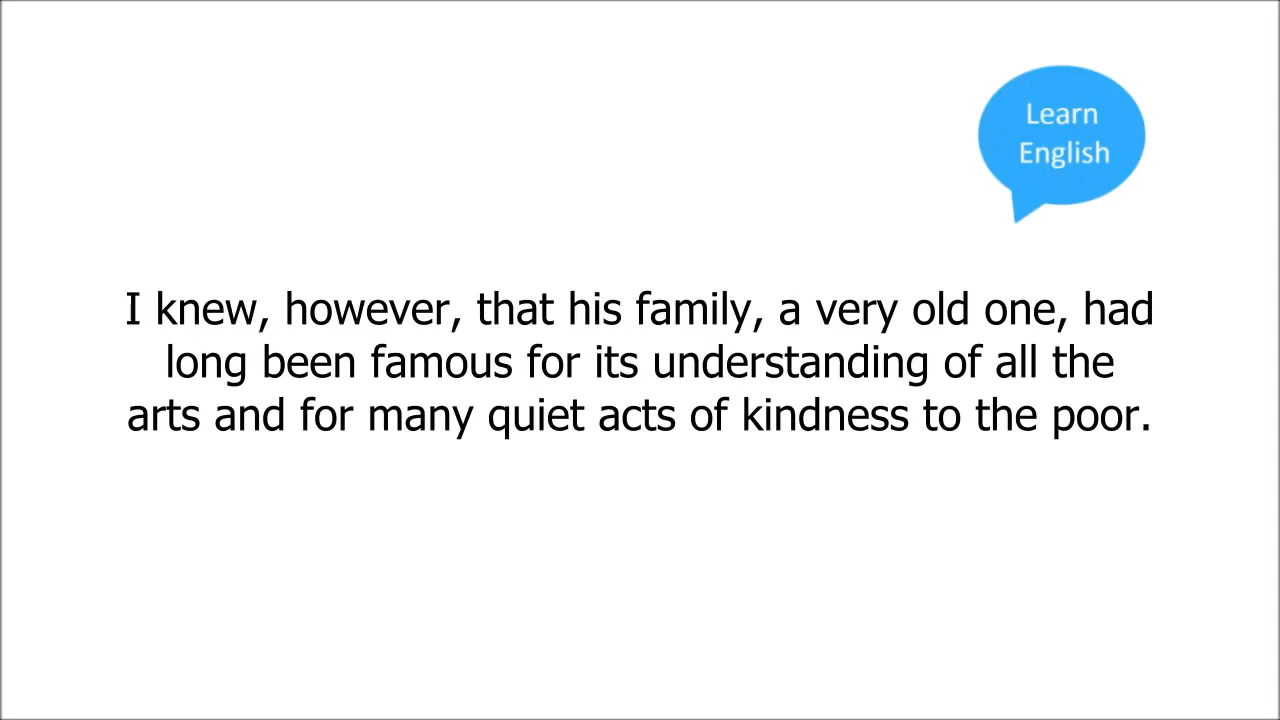 Learn
English
I knew, however, that his family, a very old one, had
long been famous for its understanding of all the
arts and for many quiet acts of kindness to the poor.